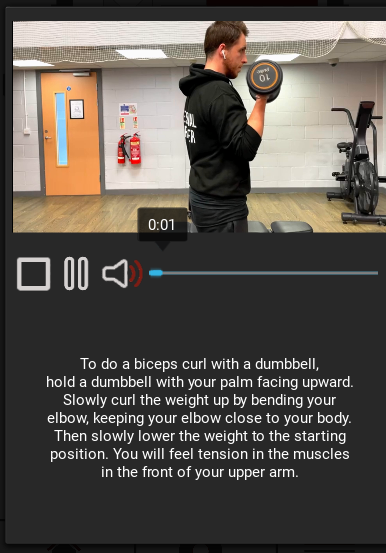 10
0:01
To do a biceps curl with a dumbbell,
hold a dumbbell with your palm facing upward.
Slowly curl the weight up by bending your
elbow, keeping your elbow close to your body.
Then slowly lower the weight to the starting
position. You will feel tension in the muscles
in the front of your upper arm.